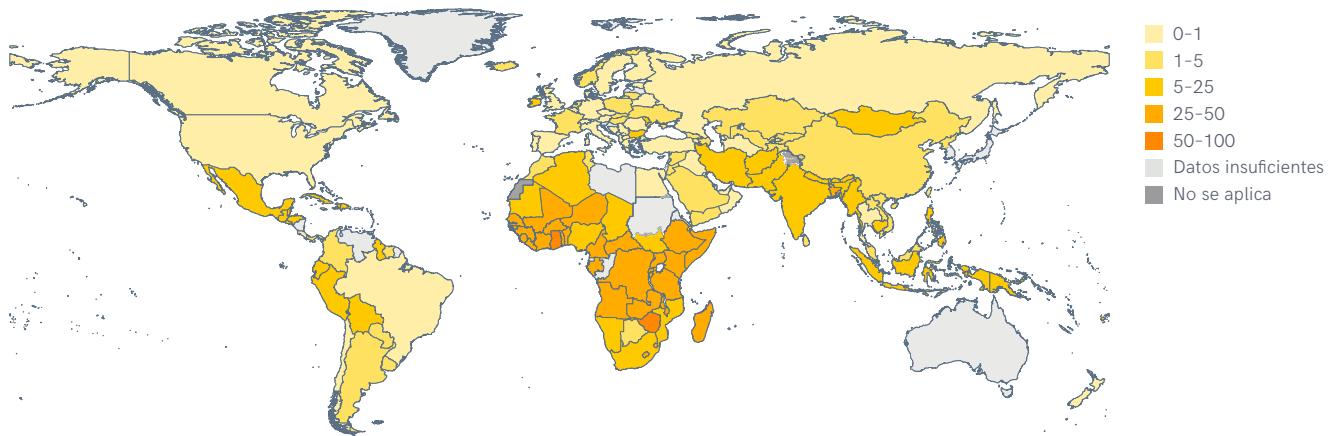 0–1
1–5
5–25
25–50
50–100
Datos insuficientes
No se aplica